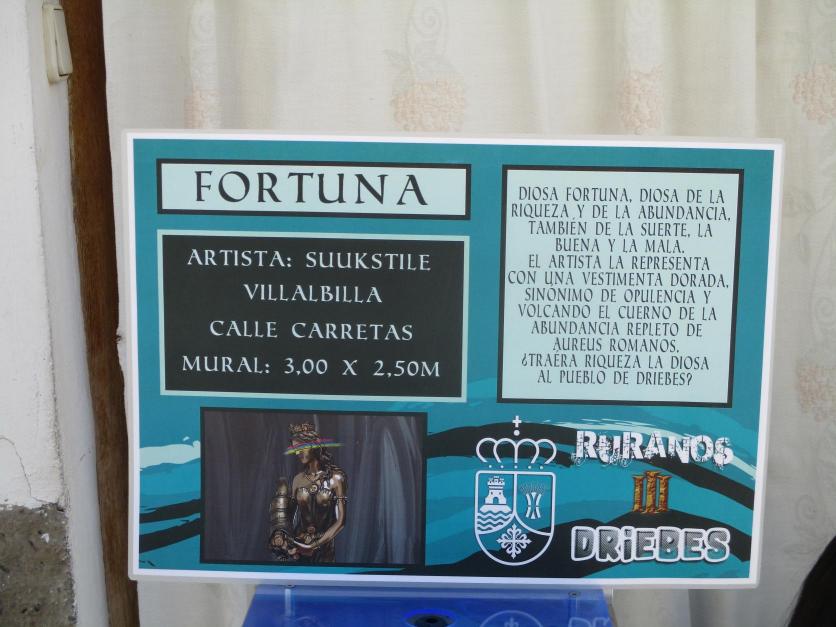 FORTUNA
ARTISTA: SUUKSTILE
VILLALBILLA
CALLE CARRETAS
MURAL: 3,00 X 2,50M
DIOSA FORTUNA, DIOSA DE LA
RIQUEZA Y DE LA ABUNDANCIA,
TAMBIEN DE LA SUERTE, LA
BUENA Y LA MALA.
EL ARTISTA LA REPRESENTA
CON UNA VESTIMENTA DORADA,
SINONIMO DE OPULENCIA Y
VOLCANDO EL CUERNO DE LA
ABUNDANCIA REPLETO DE
AUREUS ROMANOS.
¿TRAERA RIQUEZA LA DIOSA
AL PUEBLO DE DRIEBES?
RURANOS
III
DRIEBES